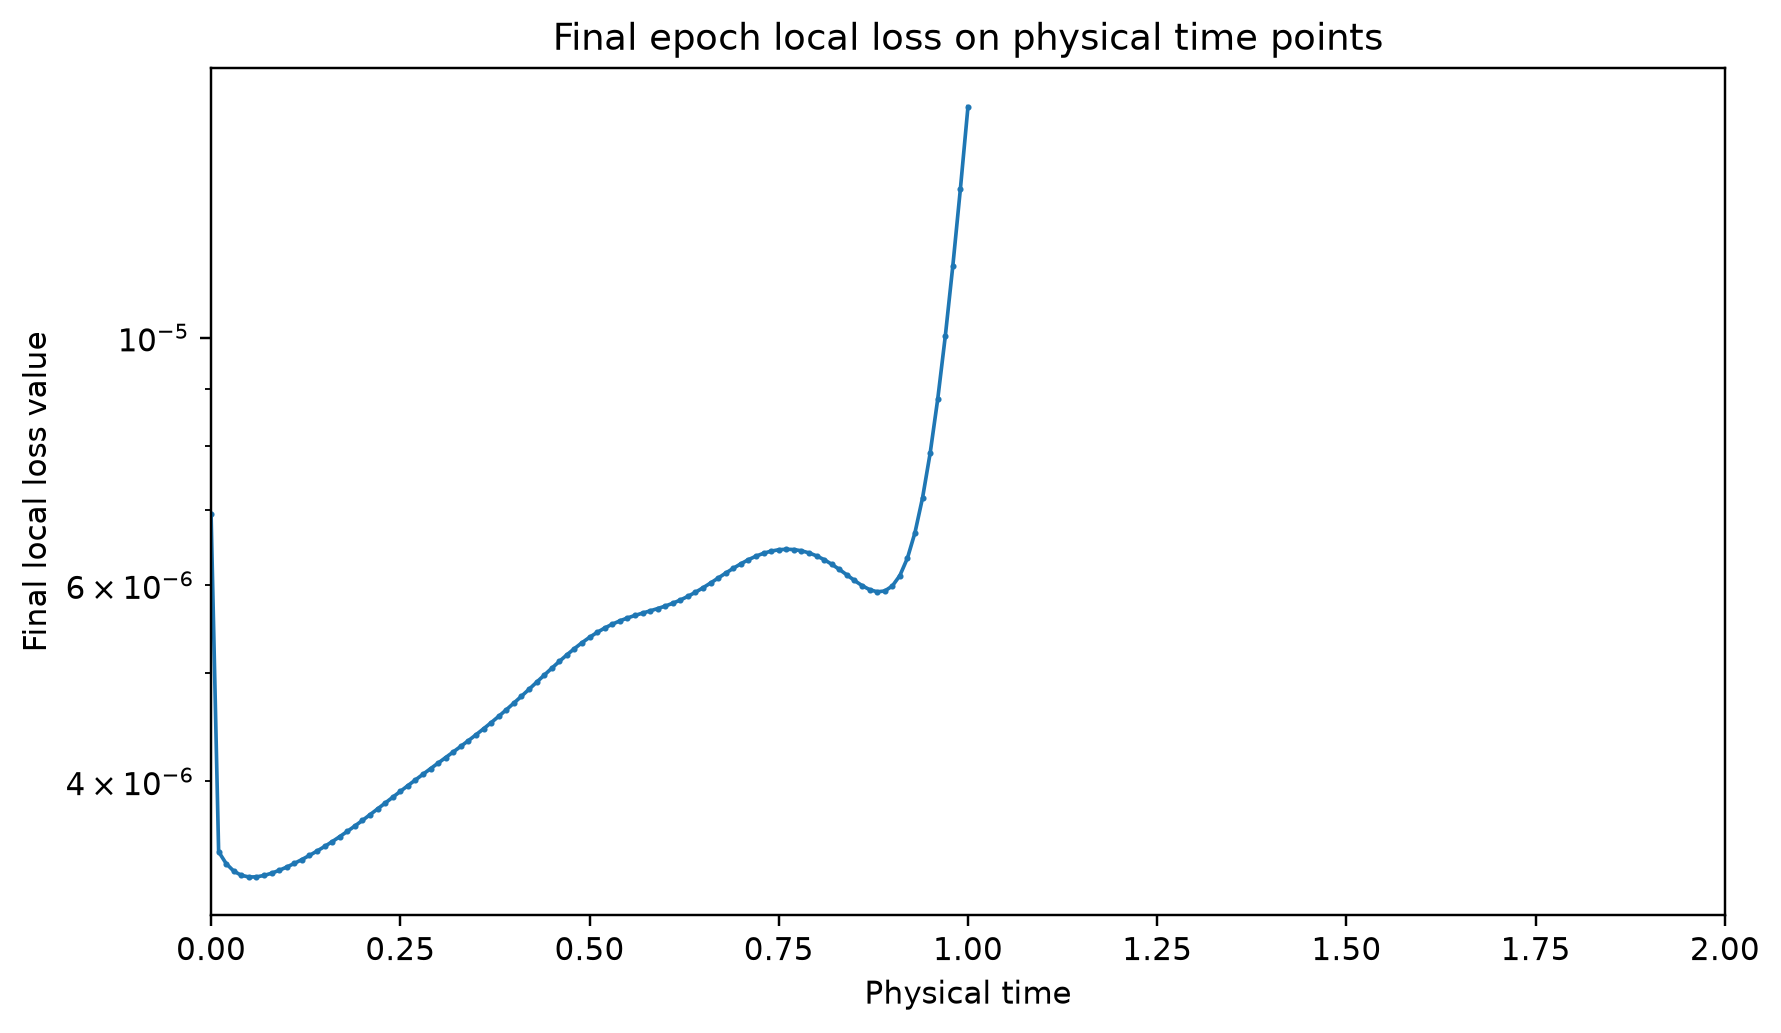 Final epoch local loss on physical time points
Final local loss value
10⁻⁵
6 × 10⁻⁶
4 × 10⁻⁶
0.00 0.25 0.50 0.75 1.00 1.25 1.50 1.75 2.00
Physical time